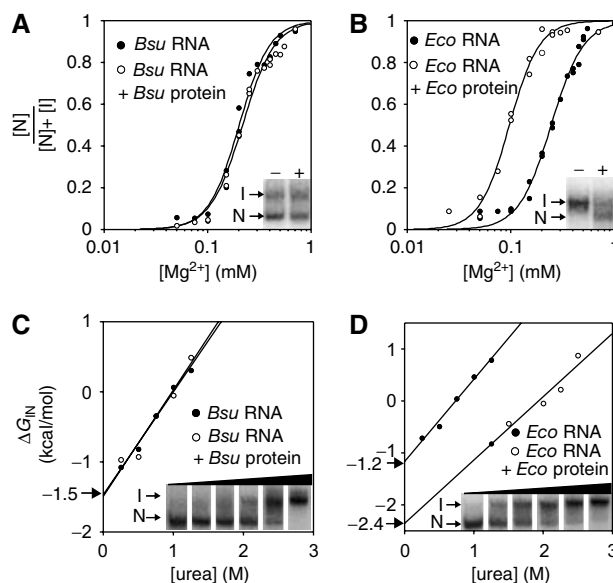 A
B
1
0.8
0.6
0.4
0.2
0
[N]
[N]+ [I]
● Bsu RNA
○ Bsu RNA
+ Bsu protein
– +
I
N
0.01 0.1 1
[Mg²⁺] (mM)
1
0.8
0.6
0.4
0.2
0
● Eco RNA
○ Eco RNA
+ Eco protein
– +
I
N
0.01 0.1 1
[Mg²⁺] (mM)
C
D
1
0
–1
–1.5
–2
ΔG_IN
(kcal/mol)
● Bsu RNA
○ Bsu RNA
+ Bsu protein
I
N
0 1 2 3
[urea] (M)
1
0
–1
–1.2
–2
–2.4
● Eco RNA
○ Eco RNA
+ Eco protein
I
N
0 1 2 3
[urea] (M)